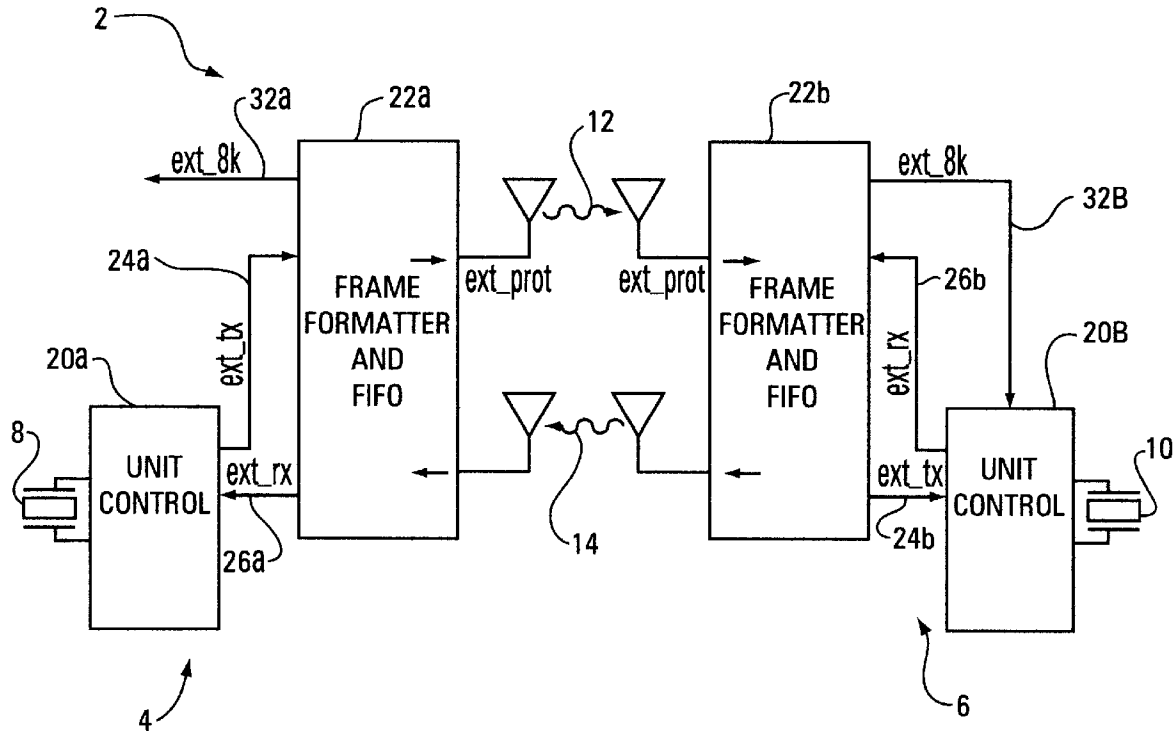 2
32a
22a
12
22b
ext_8k
ext_8k
32B
24a
ext_prot
ext_prot
26b
FRAME
FORMATTER
AND
FIFO
FRAME
FORMATTER
AND
FIFO
ext_tx
ext_rx
20a
20B
8
UNIT
CONTROL
ext_rx
26a
14
ext_tx
24b
UNIT
CONTROL
10
4
6